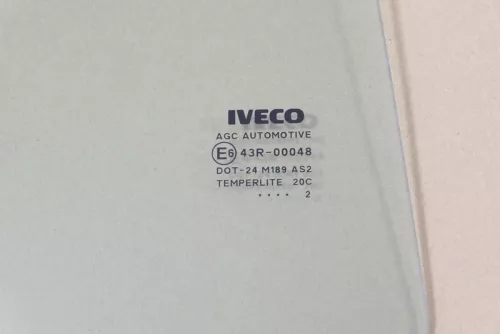 IVECO
AGC AUTOMOTIVE
E6 43R-00048
DOT-24 M189 AS2
TEMPERLITE 20C
.... 2